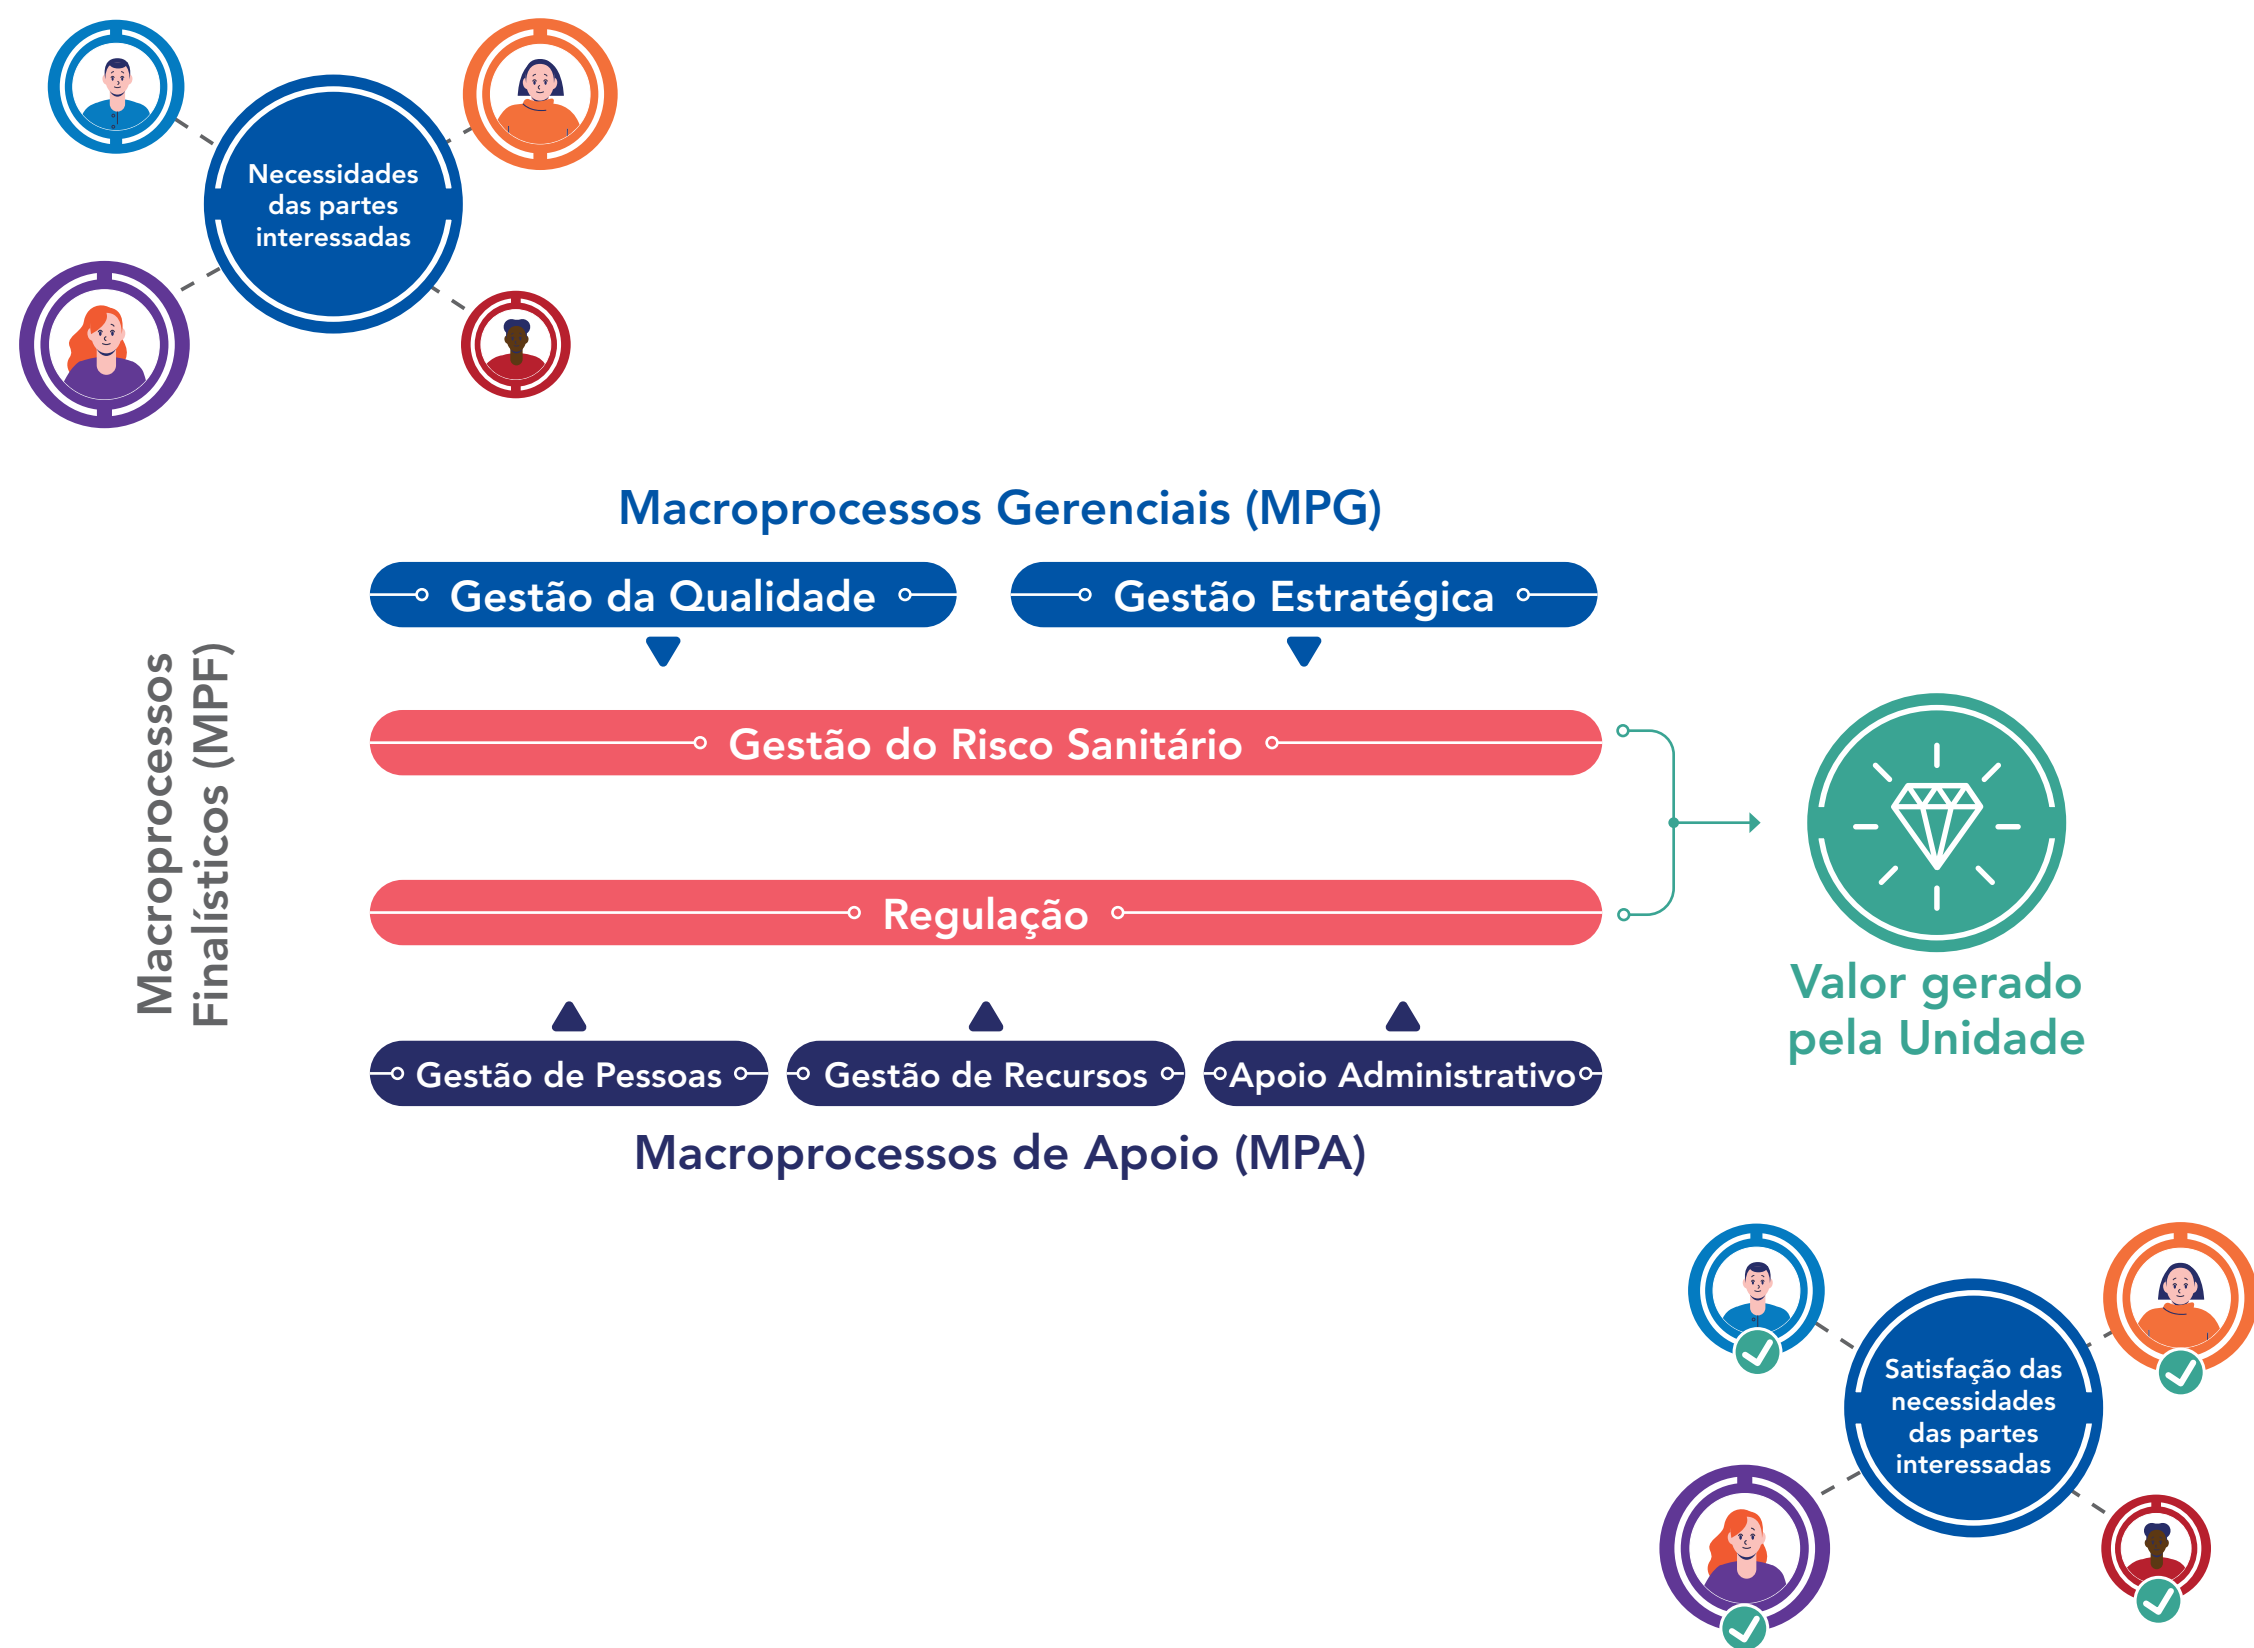 Necessidades
das partes
interessadas
Macroprocessos Gerenciais (MPG)
Gestão da Qualidade
Gestão Estratégica
Macroprocessos
Finalísticos (MPF)
Gestão do Risco Sanitário
Regulação
Valor gerado
pela Unidade
Gestão de Pessoas
Gestão de Recursos
Apoio Administrativo
Macroprocessos de Apoio (MPA)
Satisfação das
necessidades
das partes
interessadas